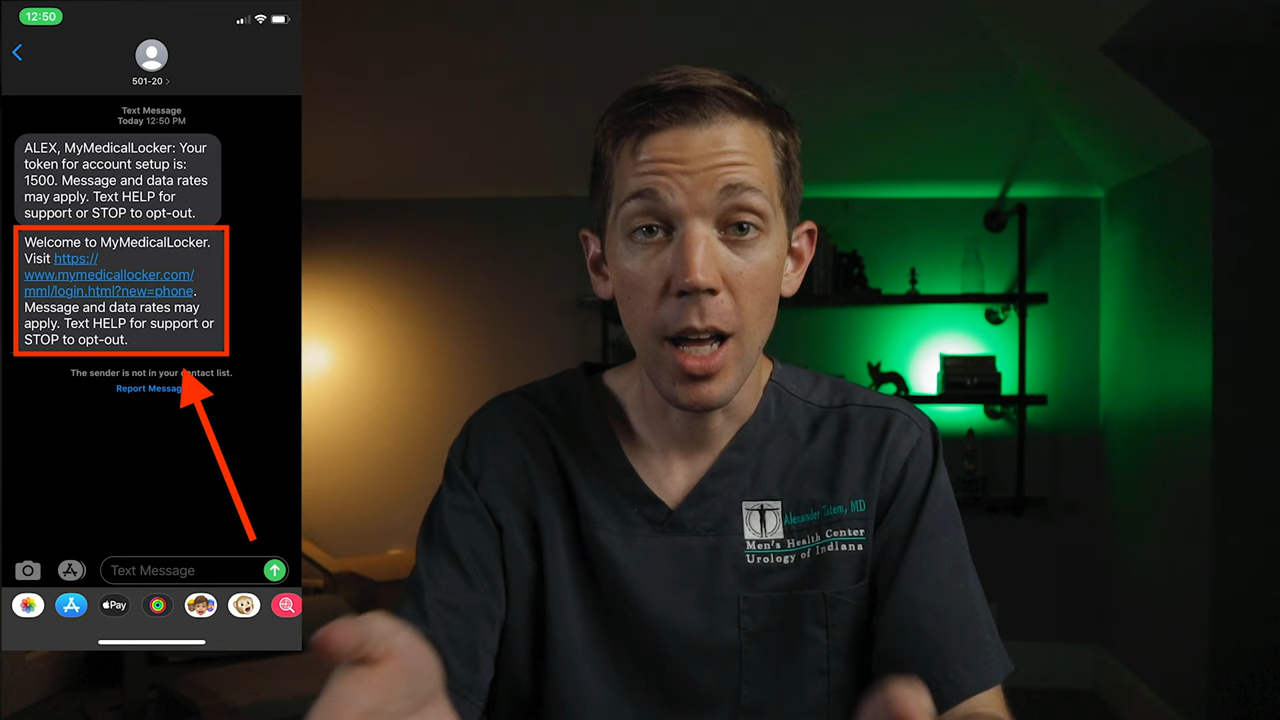 12:50
501-20
Text Message
Today 12:50 PM
ALEX, MyMedicalLocker: Your
token for account setup is:
1500. Message and data rates
may apply. Text HELP for
support or STOP to opt-out.
Welcome to MyMedicalLocker.
Visit https://
www.mymedicallocker.com/
mml/login.html?new=phone.
Message and data rates may
apply. Text HELP for support or
STOP to opt-out.
The sender is not in your contact list.
Report Messag
Text Message
Pay
Alexander Tatem, MD
Men's Health Center
Urology of Indiana